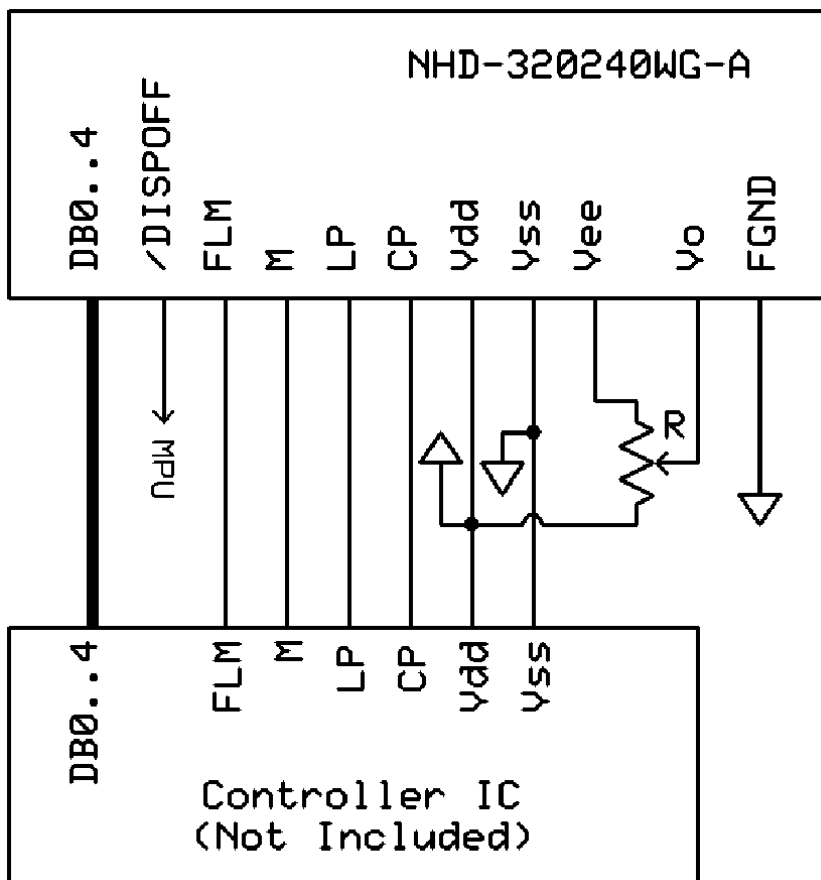 NHD-320240WG-A
DB0..4
/DISPOFF
FLM
M
LP
CP
Vdd
Vss
Vee
Vo
FGND
MPU
R
DB0..4
FLM
M
LP
CP
Vdd
Vss
Controller IC
(Not Included)